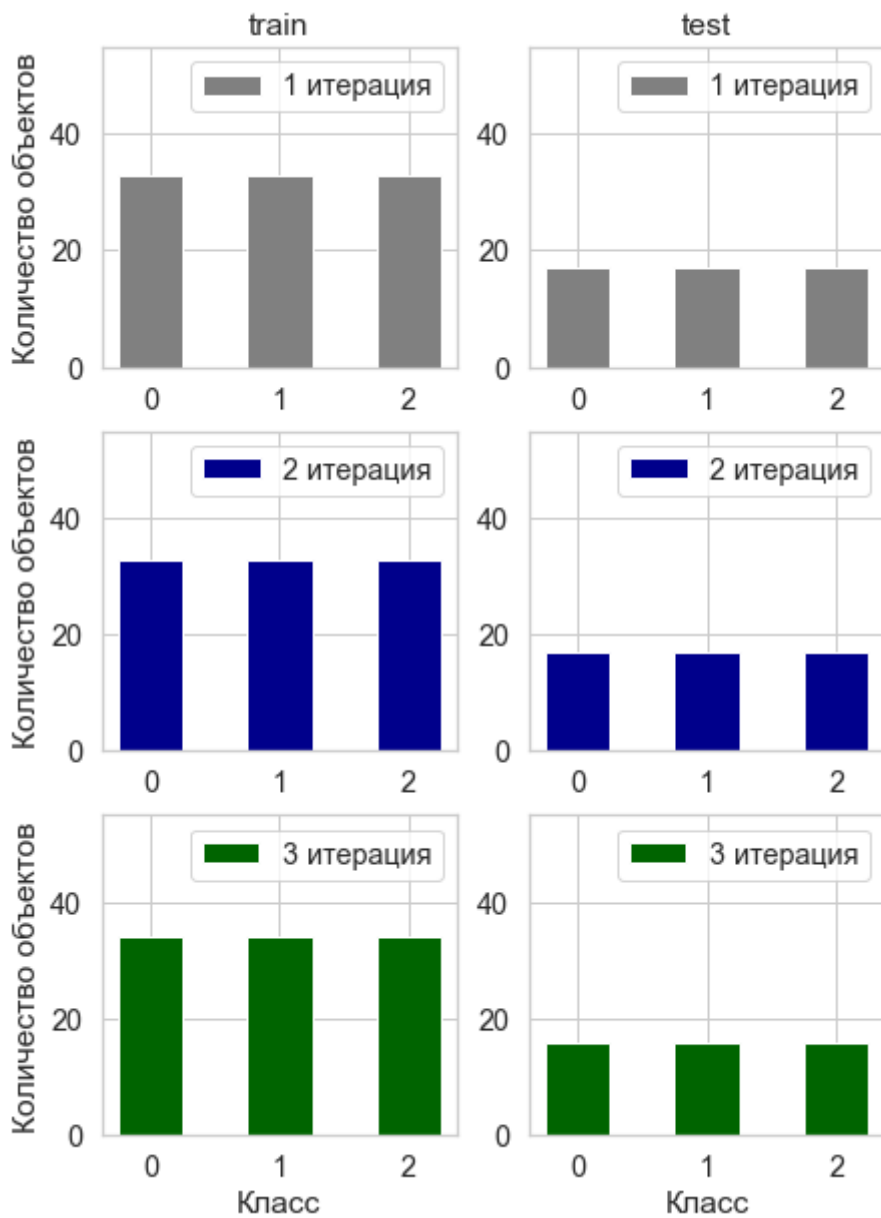 train
test
Количество объектов
40
20
0
1 итерация
0 1 2
40
20
0
1 итерация
0 1 2
Количество объектов
40
20
0
2 итерация
0 1 2
40
20
0
2 итерация
0 1 2
Количество объектов
40
20
0
3 итерация
0 1 2
Класс
40
20
0
3 итерация
0 1 2
Класс